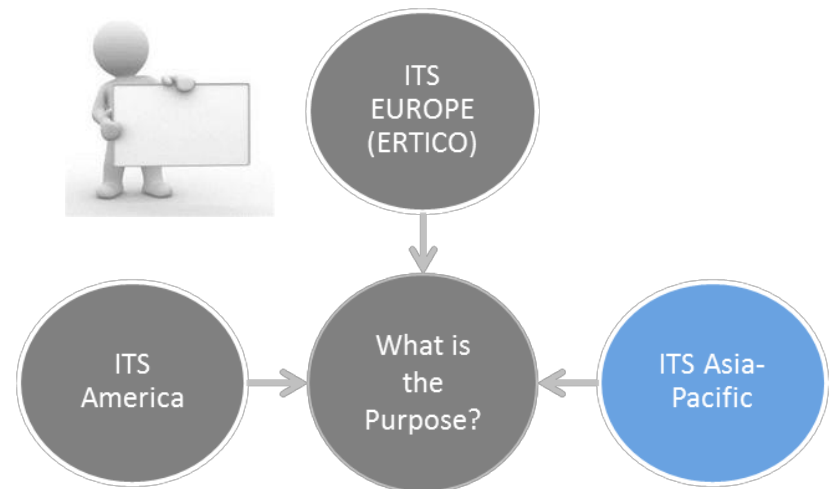 ITS
EUROPE
(ERTICO)
ITS
America
What is
the
Purpose?
ITS Asia-
Pacific